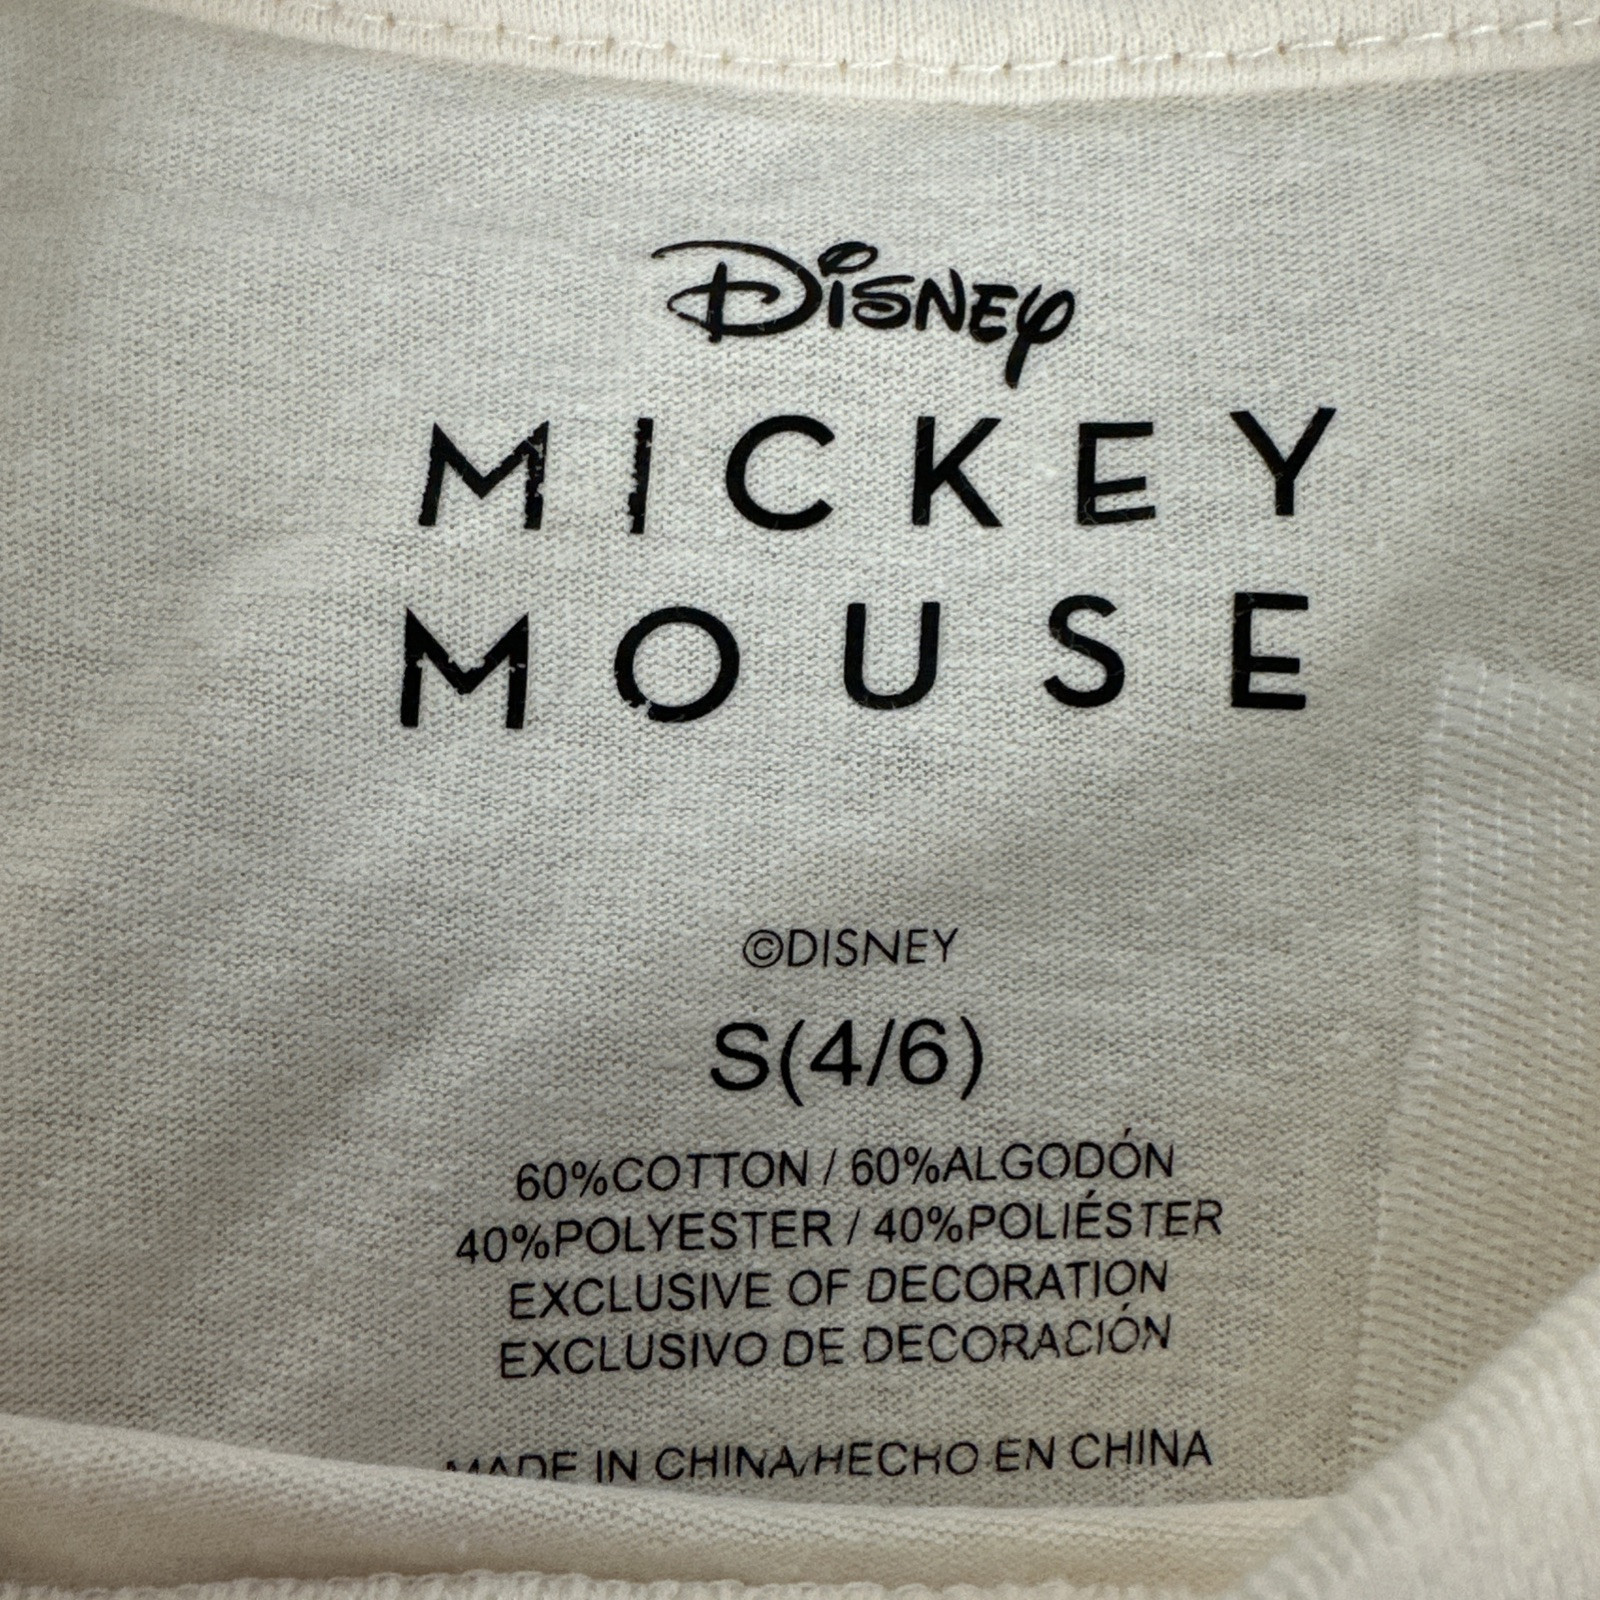 Disney
MICKEY
MOUSE
©DISNEY
S(4/6)
60%COTTON / 60%ALGODÓN
40%POLYESTER / 40%POLIÉSTER
EXCLUSIVE OF DECORATION
EXCLUSIVO DE DECORACIÓN
MADE IN CHINA/HECHO EN CHINA